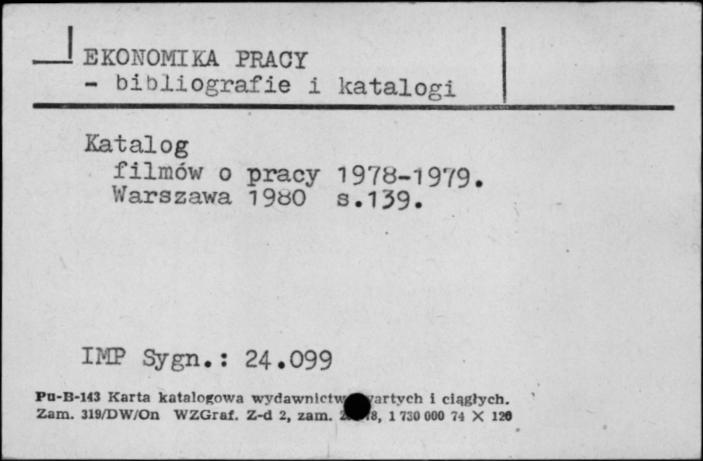 EKONOMIKA PRACY
- bibliografie i katalogi
Katalog
filmów o pracy 1978-1979.
Warszawa 1980 s.139.
IMP Sygn.: 24.099
Pu-B-143 Karta katalogowa wydawnictw i ciągłych.
Zam. 319/DW/On WZGraf. Z-d 2, zam. 1 730 000 74 X 120